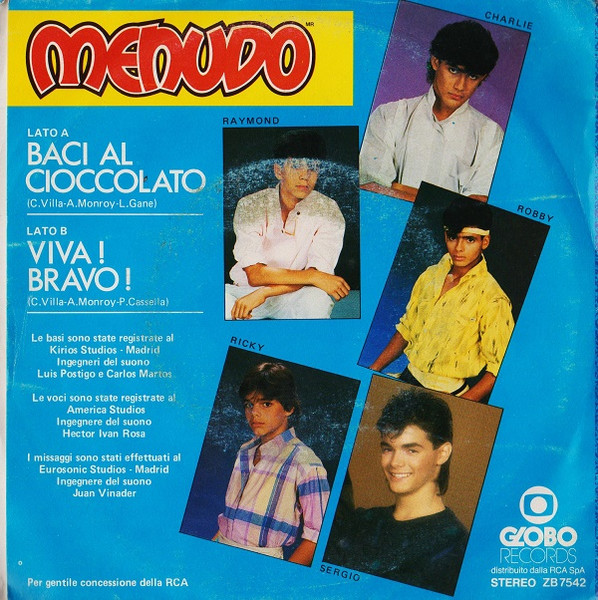 MENUDO
MR
LATO A
BACI AL
CIOCCOLATO
(C.Villa-A.Monroy-L.Gane)
LATO B
VIVA!
BRAVO!
(C.Villa-A.Monroy-P.Cassella)
Le basi sono state registrate al
Kirios Studios - Madrid
Ingegneri del suono
Luis Postigo e Carlos Martos
Le voci sono state registrate al
America Studios
Ingegnere del suono
Hector Ivan Rosa
I missaggi sono stati effettuati al
Eurosonic Studios - Madrid
Ingegnere del suono
Juan Vinader
Per gentile concessione della RCA
CHARLIE
RAYMOND
ROBBY
RICKY
SERGIO
GLOBO
RECORDS
distribuito dalla RCA SpA
STEREO ZB 7542